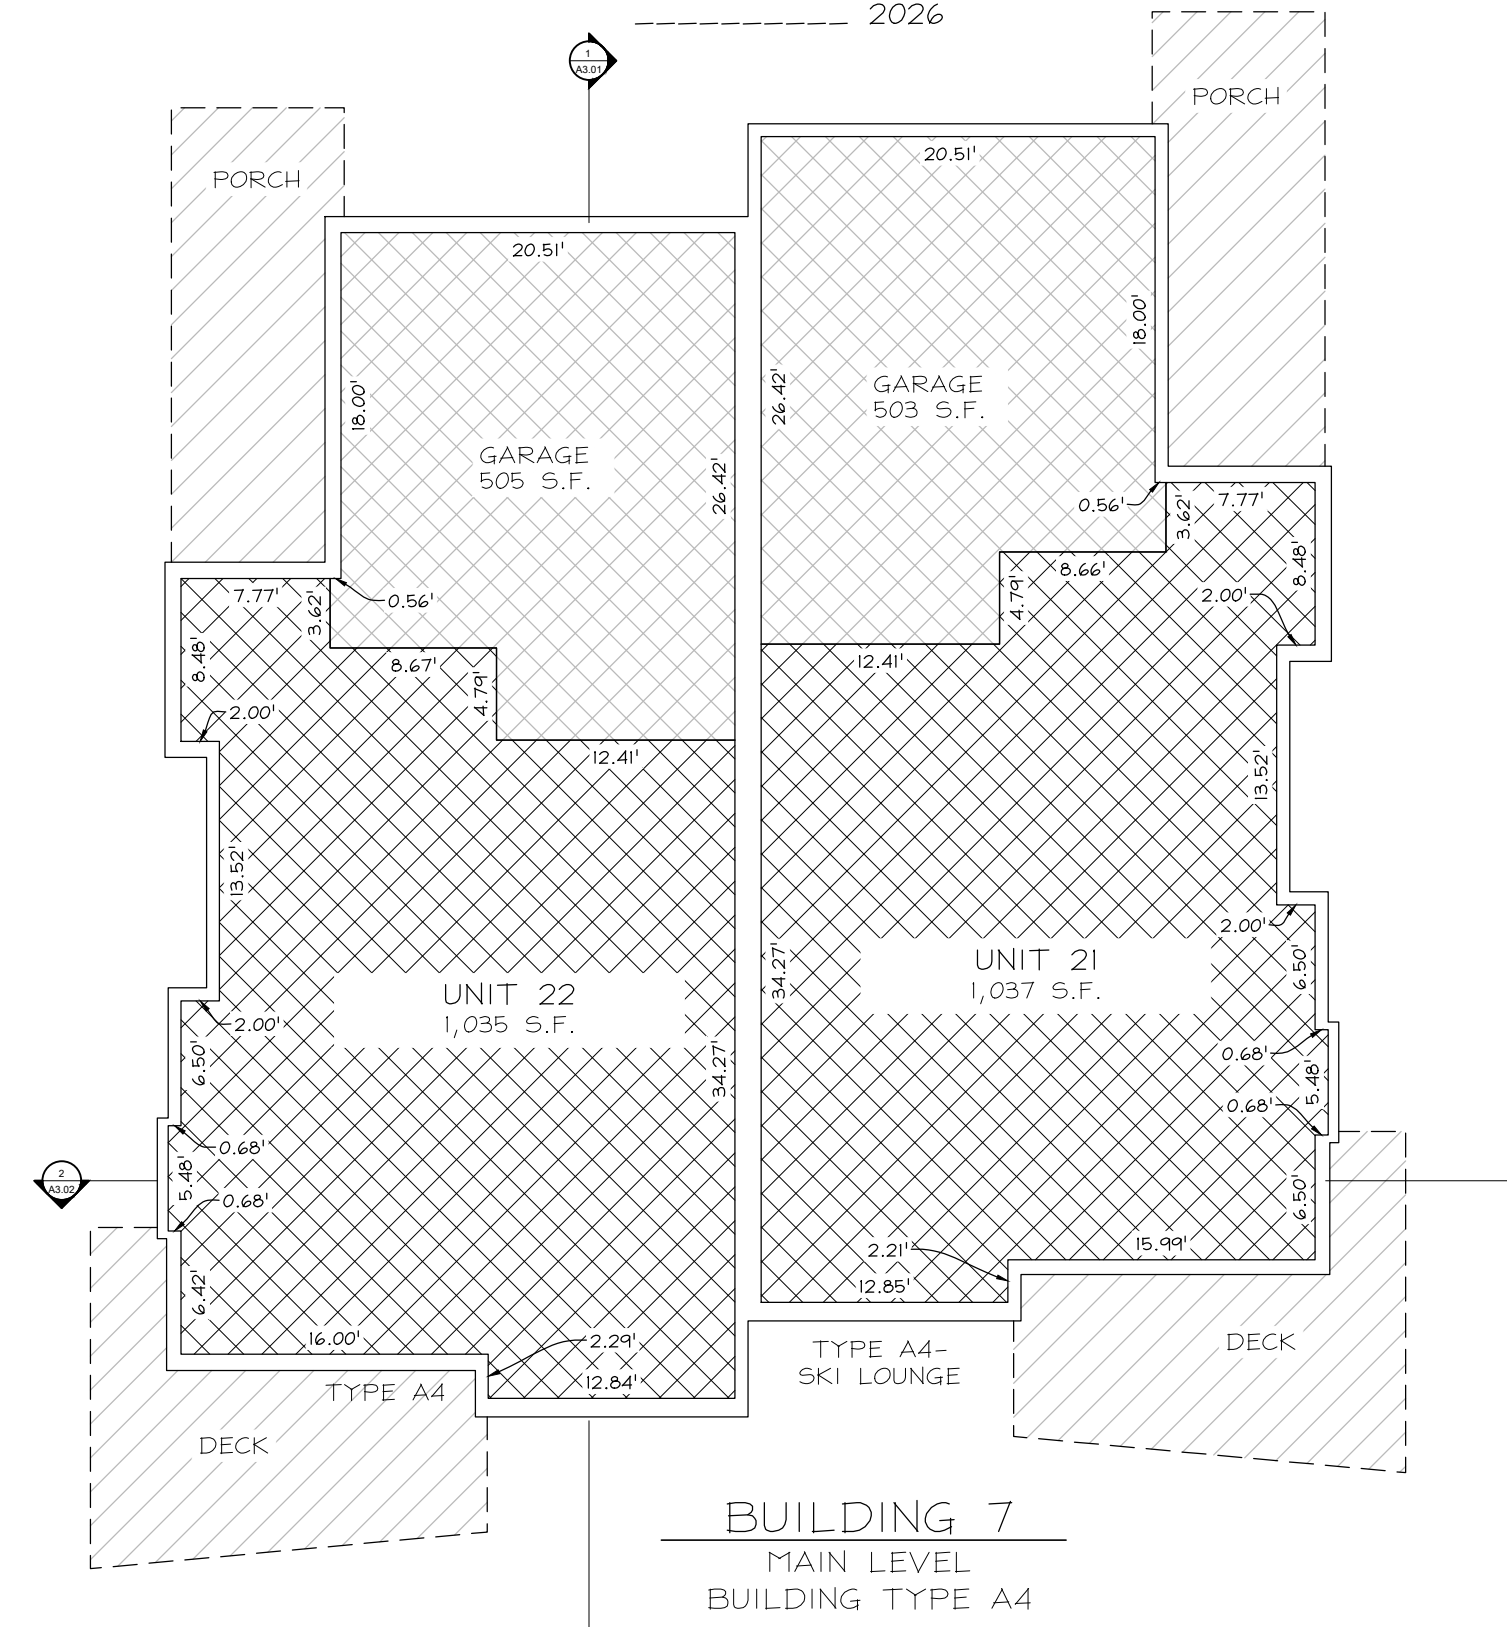 2026
1
A3.01
PORCH
PORCH
20.51'
20.51'
18.00'
18.00'
26.42'
GARAGE
503 S.F.
GARAGE
505 S.F.
26.42'
0.56'
3.62'
7.77'
8.48'
8.66'
4.79'
2.00'
7.77'
3.62'
0.56'
8.48'
8.67'
4.79'
12.41'
2.00'
12.41'
13.52'
13.52'
2.00'
6.50'
34.27'
UNIT 21
1,037 S.F.
UNIT 22
1,035 S.F.
2.00'
6.50'
34.27'
0.68'
5.48'
0.68'
0.68'
5.48'
0.68'
2
A3.02
6.50'
15.99'
2.21'
12.85'
6.42'
16.00'
2.29'
12.84'
TYPE A4-
SKI LOUNGE
DECK
TYPE A4
DECK
BUILDING 7
MAIN LEVEL
BUILDING TYPE A4